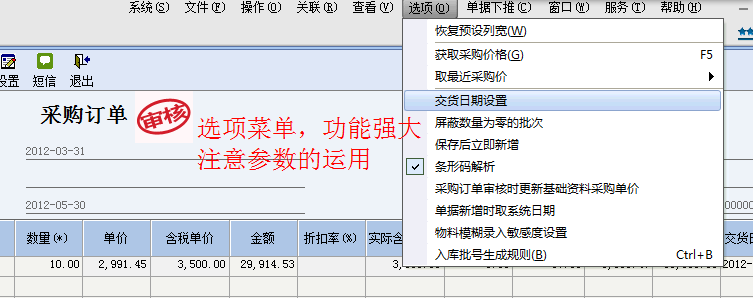 系统(S) 文件(F) 操作(O) 关联(R) 查看(V) 选项(O) 单据下推(L) 窗口(W) 服务(T) 帮助(H)
恢复预设列宽(W)
获取采购价格(G) F5
取最近采购价
交货日期设置
屏蔽数量为零的批次
保存后立即新增
条形码解析
采购订单审核时更新基础资料采购单价
单据新增时取系统日期
物料模糊录入敏感度设置
入库批号生成规则(B) Ctrl+B
设置 短信 退出
采购订单 审核
选项菜单，功能强大
注意参数的运用
2012-03-31
2012-05-30
数量(*) 单价 含税单价 金额 折扣率(%) 实际含 交货日
10.00 2,991.45 3,500.00 29,914.53 2012-